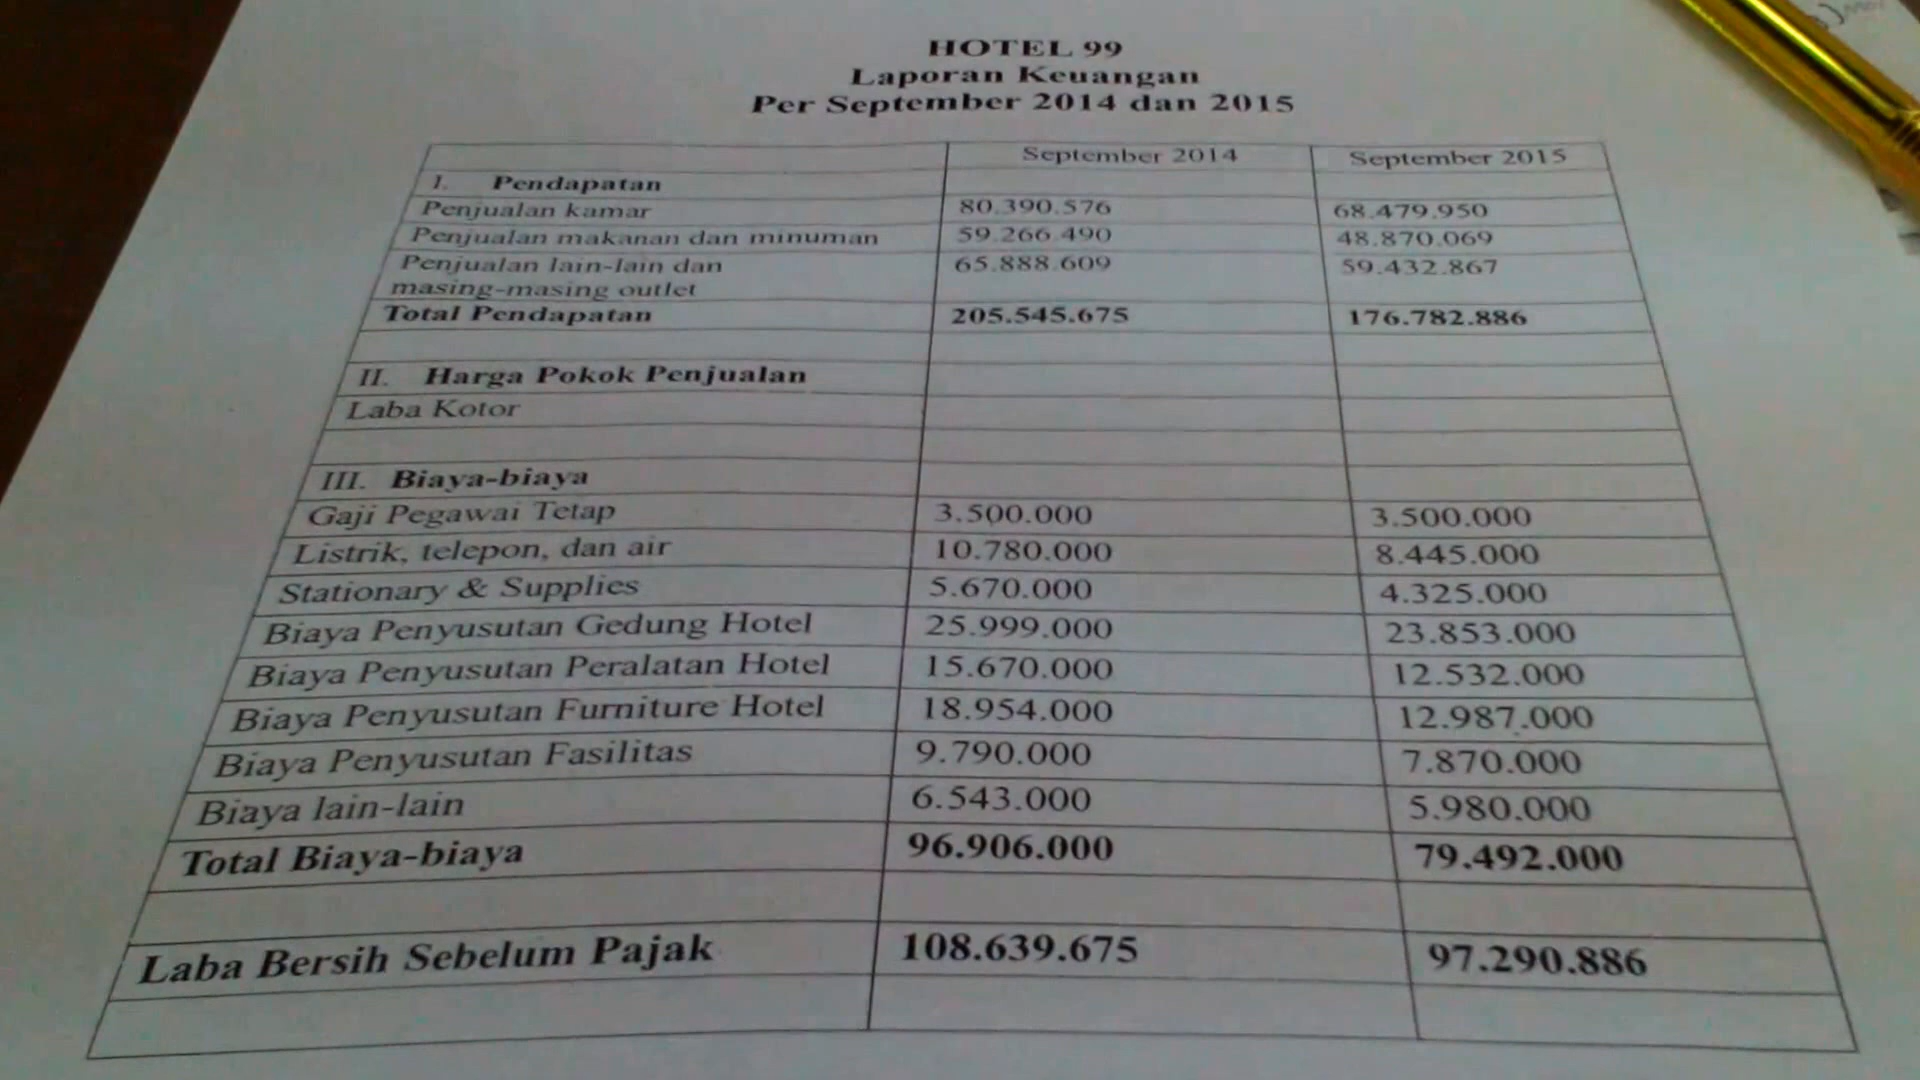 HOTEL 99
Laporan Keuangan
Per September 2014 dan 2015
September 2014 September 2015
I. Pendapatan
Penjualan kamar 80.390.576 68.479.950
Penjualan makanan dan minuman 59.266.490 48.870.069
Penjualan lain-lain dan 65.888.609 59.432.867
masing-masing outlet
Total Pendapatan 205.545.675 176.782.886
II. Harga Pokok Penjualan
Laba Kotor
III. Biaya-biaya
Gaji Pegawai Tetap 3.500.000 3.500.000
Listrik, telepon, dan air 10.780.000 8.445.000
Stationary & Supplies 5.670.000 4.325.000
Biaya Penyusutan Gedung Hotel 25.999.000 23.853.000
Biaya Penyusutan Peralatan Hotel 15.670.000 12.532.000
Biaya Penyusutan Furniture Hotel 18.954.000 12.987.000
Biaya Penyusutan Fasilitas 9.790.000 7.870.000
Biaya lain-lain 6.543.000 5.980.000
Total Biaya-biaya 96.906.000 79.492.000
Laba Bersih Sebelum Pajak 108.639.675 97.290.886